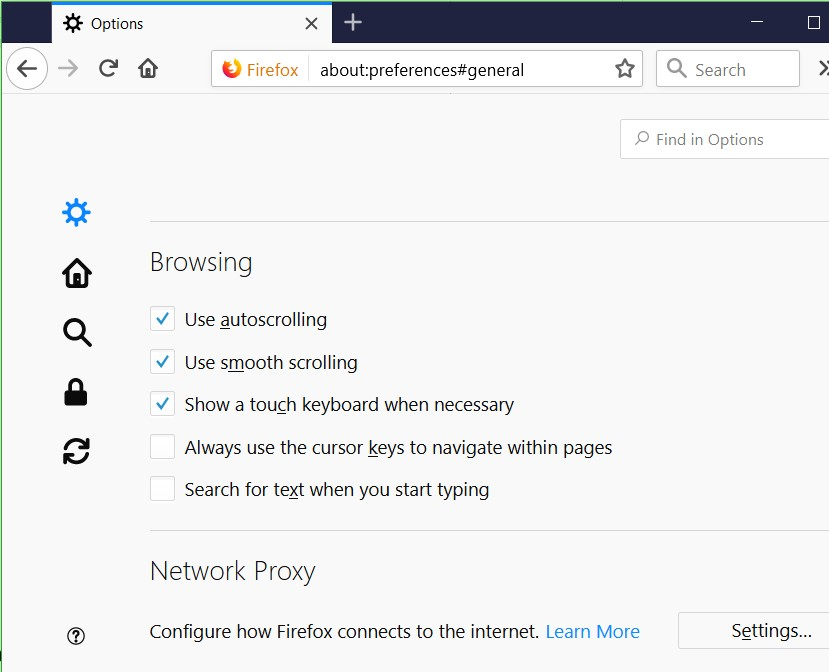 Options
Firefox about:preferences#general Search
Find in Options
Browsing
Use autoscrolling
Use smooth scrolling
Show a touch keyboard when necessary
Always use the cursor keys to navigate within pages
Search for text when you start typing
Network Proxy
Configure how Firefox connects to the internet. Learn More Settings...